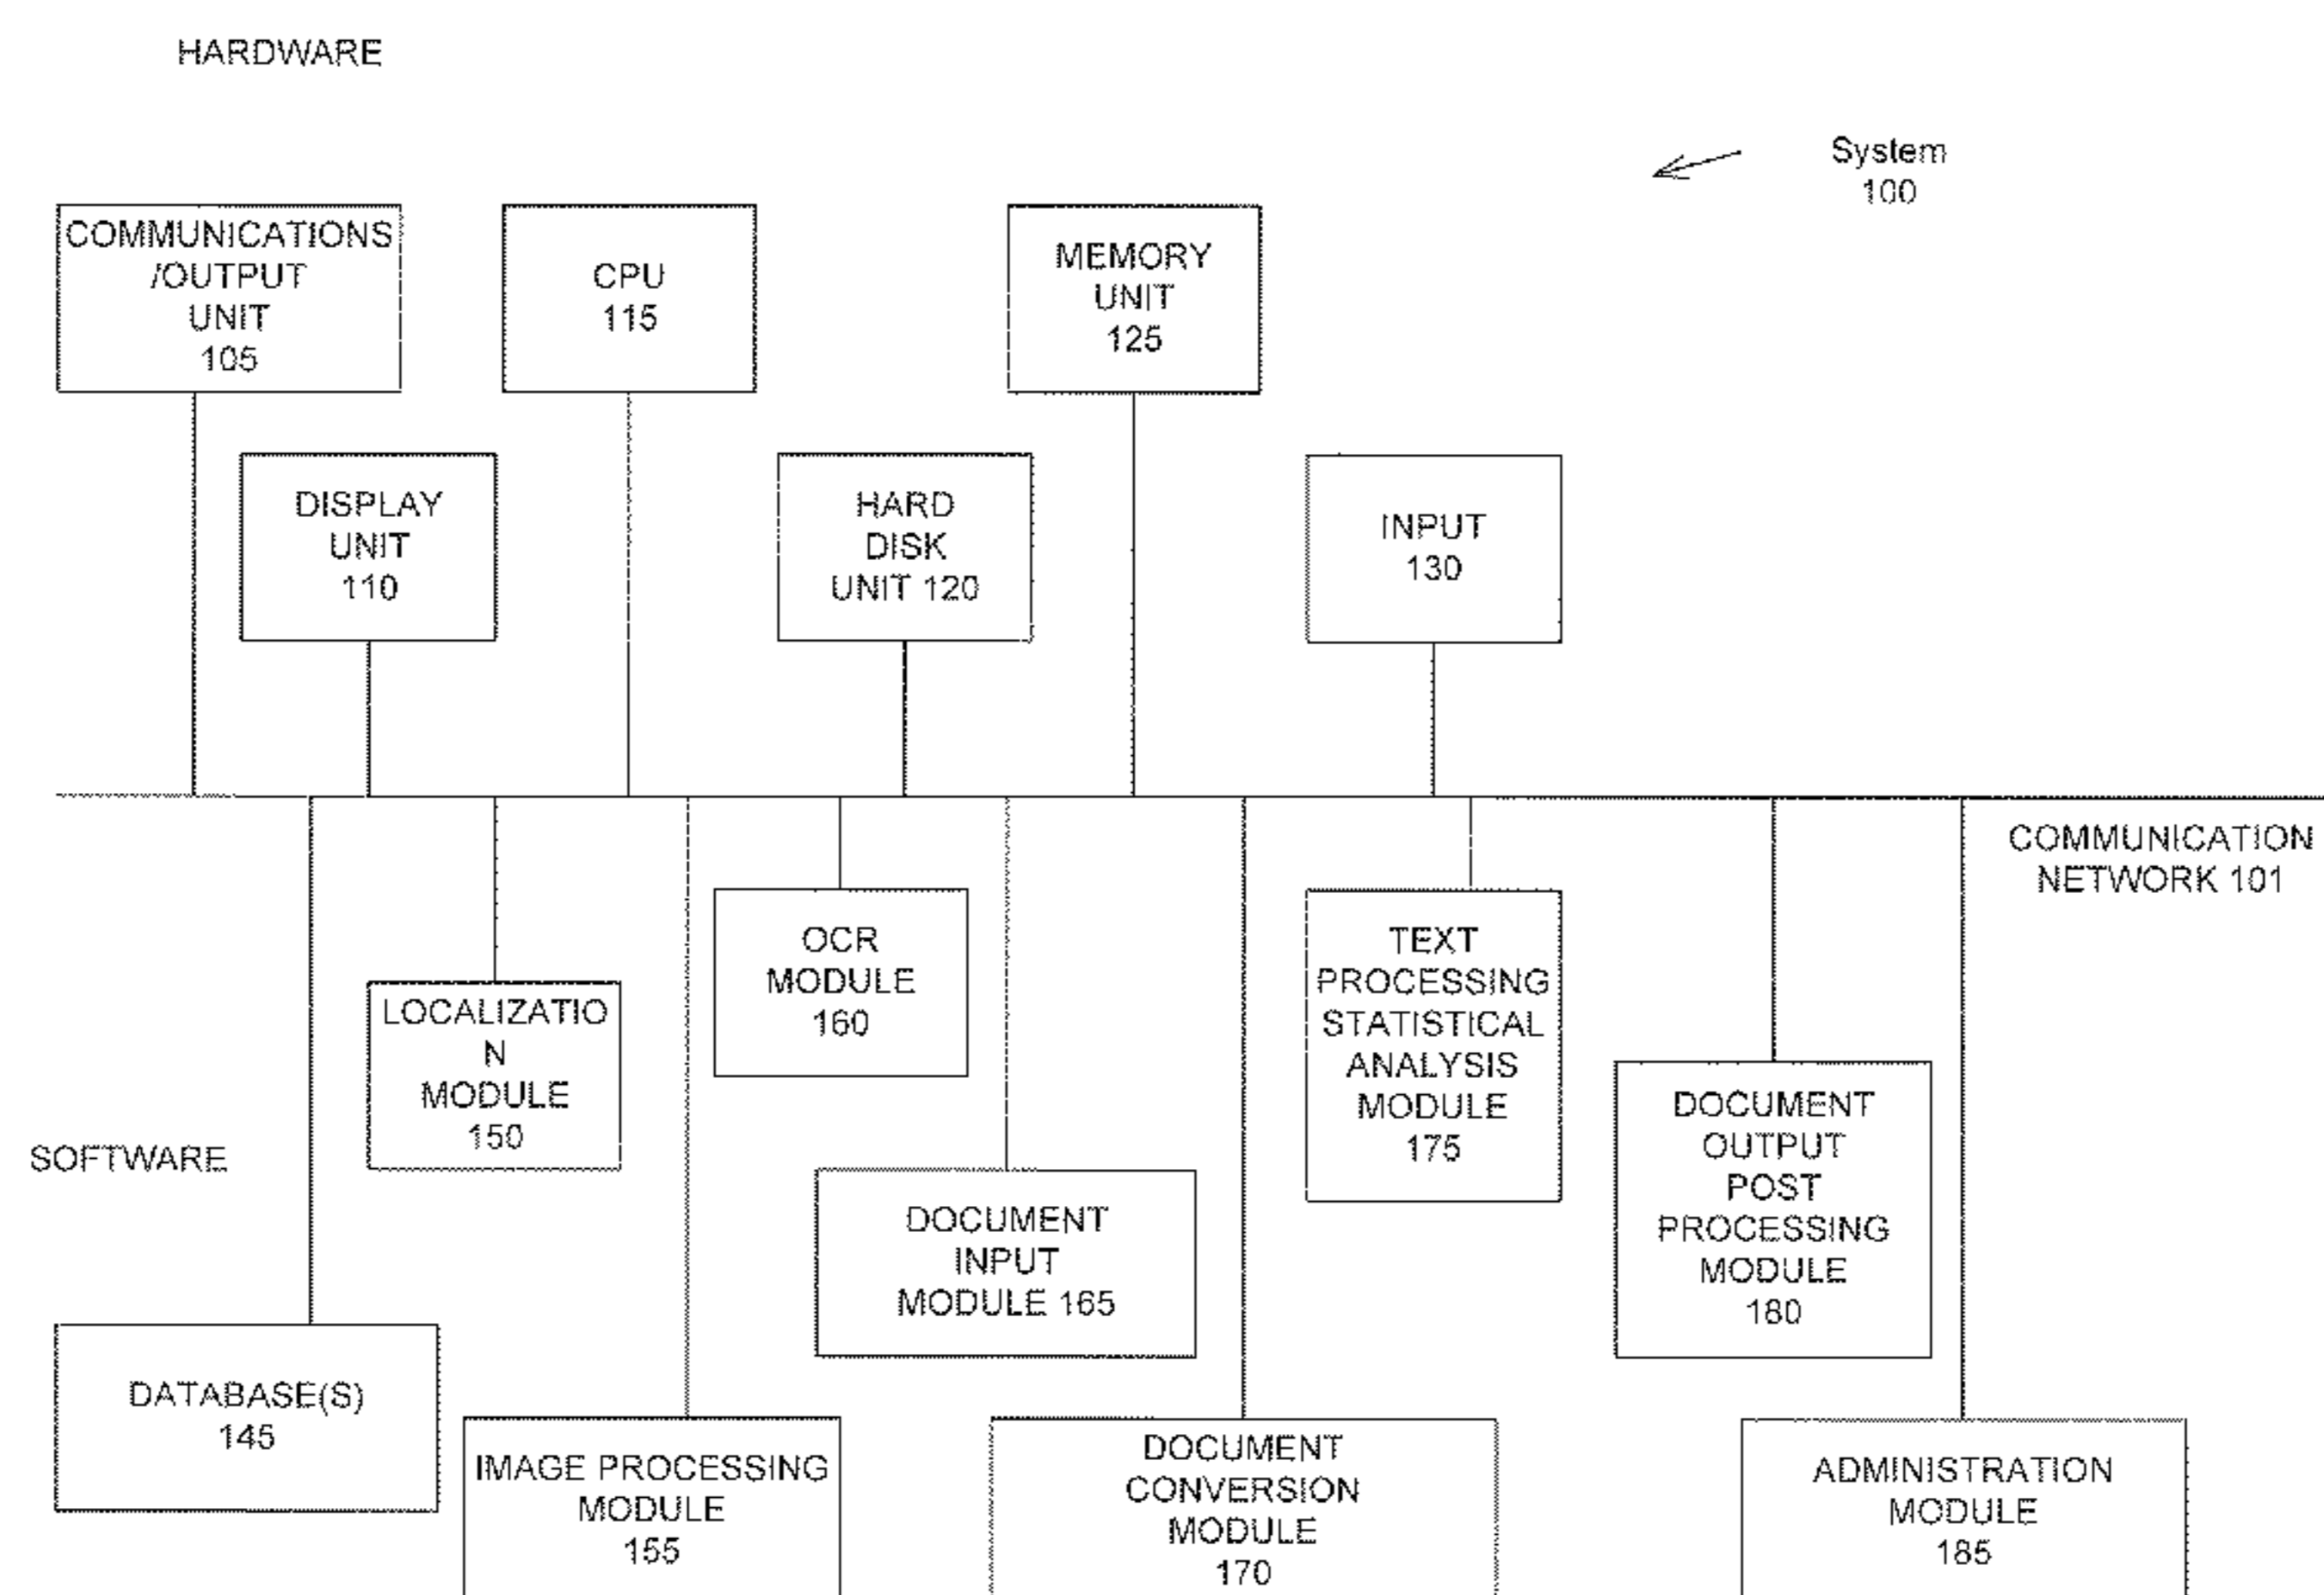 HARDWARE
System
100
COMMUNICATIONS
/OUTPUT
UNIT
105
CPU
115
MEMORY
UNIT
125
DISPLAY
UNIT
110
HARD
DISK
UNIT 120
INPUT
130
COMMUNICATION
NETWORK 101
OCR
MODULE
160
TEXT
PROCESSING
STATISTICAL
ANALYSIS
MODULE
175
LOCALIZATIO
N
MODULE
150
DOCUMENT
OUTPUT
POST
PROCESSING
MODULE
180
SOFTWARE
DOCUMENT
INPUT
MODULE 165
DATABASE(S)
145
IMAGE PROCESSING
MODULE
155
DOCUMENT
CONVERSION
MODULE
170
ADMINISTRATION
MODULE
185